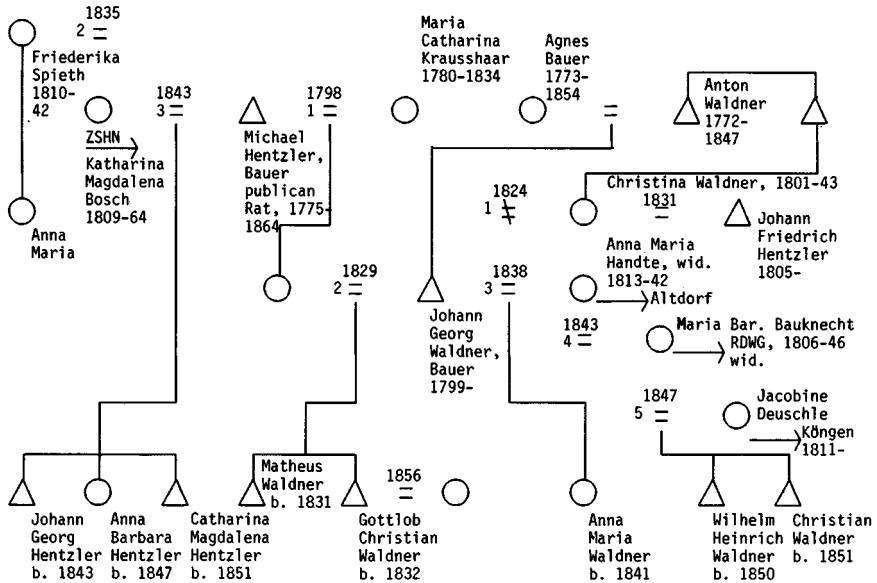 1835
2 =
Friederika
Spieth
1810-
42
1843
3 =
ZSHN
Katharina
Magdalena
Bosch
1809-64
Anna
Maria
1798
1 =
Michael
Hentzler,
Bauer
publican
Rat, 1775-
1864
Maria
Catharina
Krausshaar
1780-1834
Agnes
Bauer
1773-
1854
=
Anton
Waldner
1772-
1847
Christina Waldner, 1801-43
1824
1 ≠
1831
=
Johann
Friedrich
Hentzler
1805-
1829
2 =
Johann
Georg
Waldner,
Bauer
1799-
1838
3 =
Anna Maria
Handte, wid.
1813-42
Altdorf
1843
4 =
Maria Bar. Bauknecht
RDWG, 1806-46
wid.
1847
5 =
Jacobine
Deuschle
Köngen
1811-
Johann
Georg
Hentzler
b. 1843
Anna
Barbara
Hentzler
b. 1847
Catharina
Magdalena
Hentzler
b. 1851
Matheus
Waldner
b. 1831
1856
=
Gottlob
Christian
Waldner
b. 1832
Anna
Maria
Waldner
b. 1841
Wilhelm
Heinrich
Waldner
b. 1850
Christian
Waldner
b. 1851